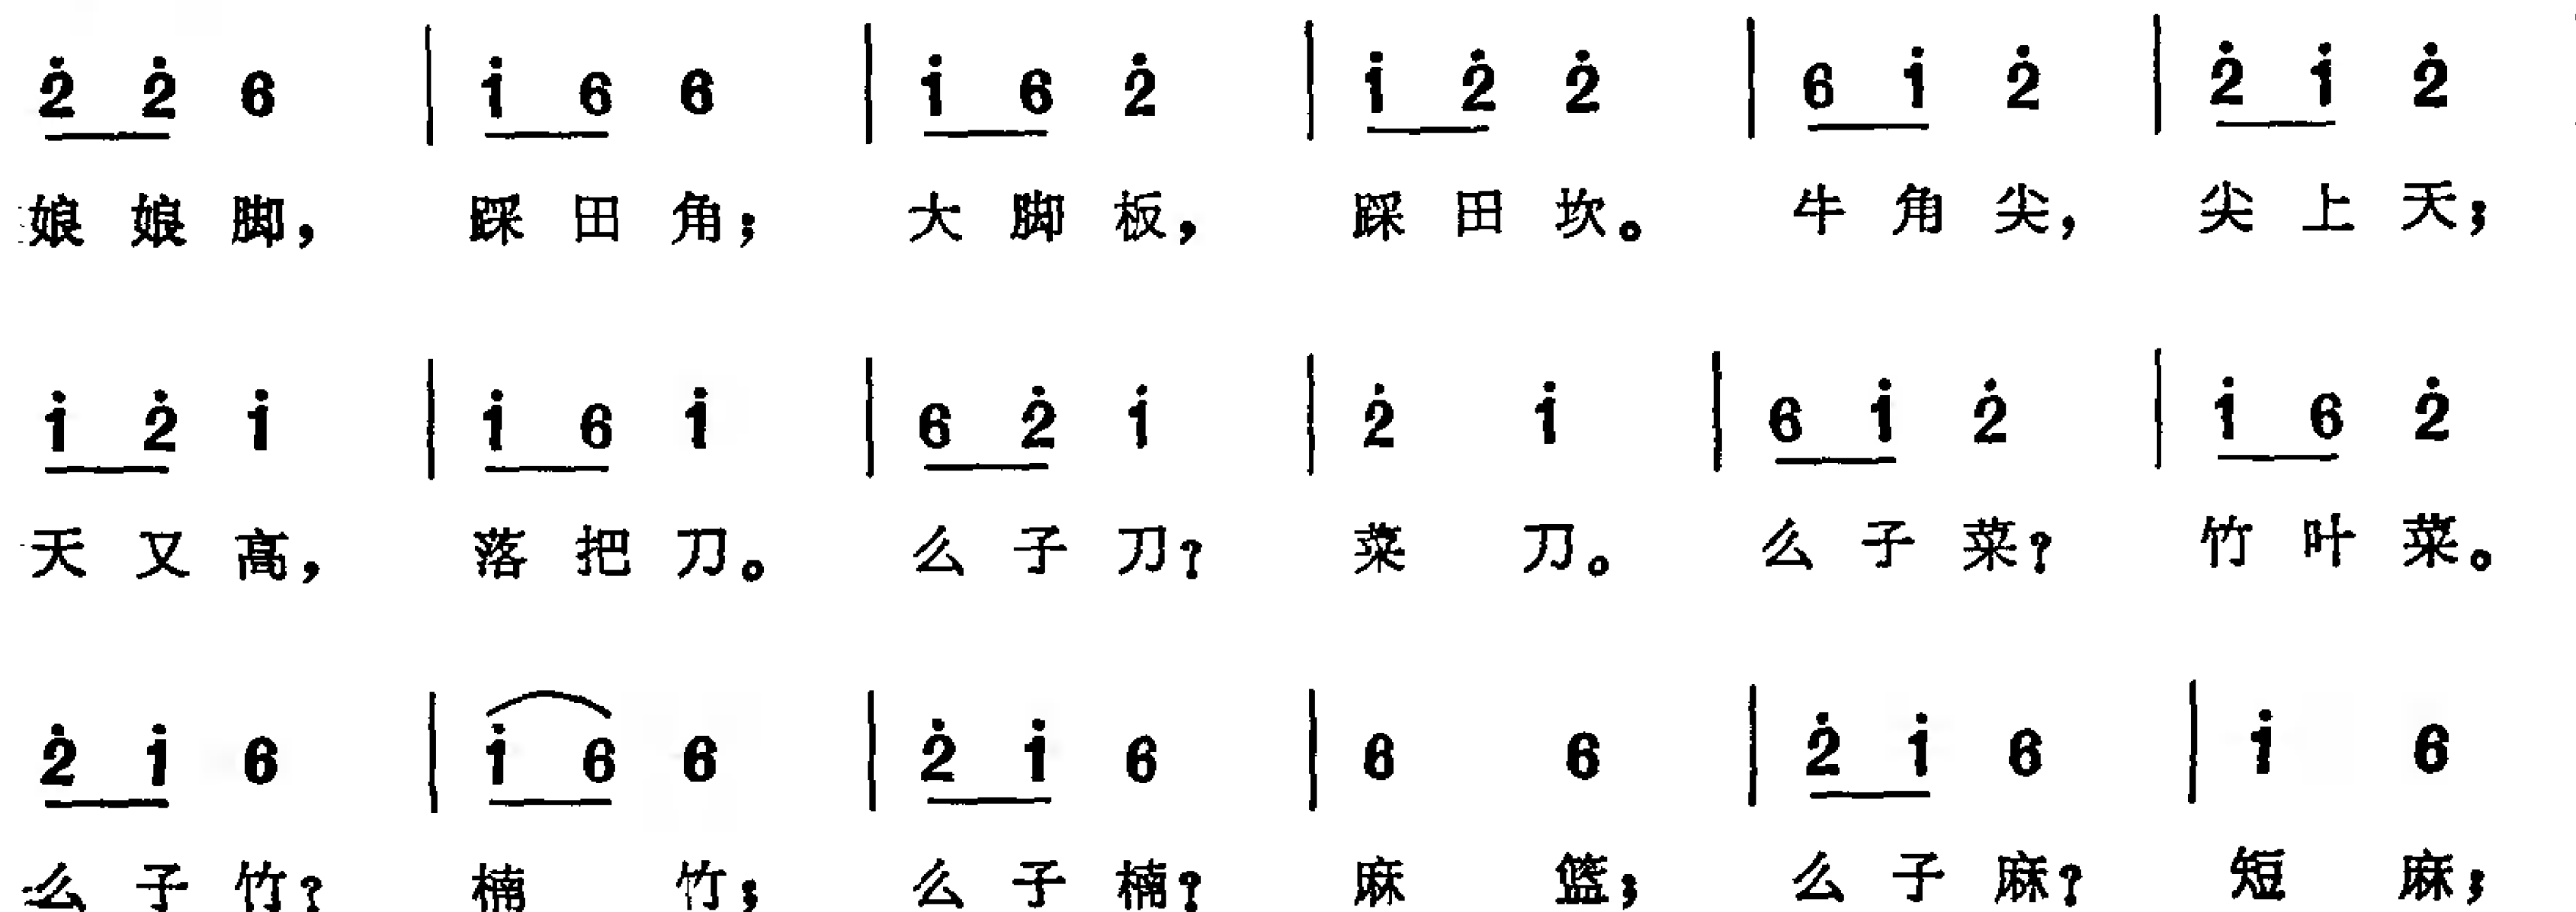 2̇ 2̇ 6 | 1̇ 6 6 | 1̇ 6 2̇ | 1̇ 2̇ 2̇ | 6 1̇ 2̇ | 2̇ 1̇ 2̇
娘娘脚， 踩田角； 大脚板， 踩田坎。 牛角尖， 尖上天；
1̇ 2̇ 1̇ | 1̇ 6 1̇ | 6 2̇ 1̇ | 2̇ 1̇ | 6 1̇ 2̇ | 1̇ 6 2̇
天又高， 落把刀。 么子刀？ 菜刀。 么子菜？ 竹叶菜。
2̇ 1̇ 6 | 1̇ 6 6 | 2̇ 1̇ 6 | 6 6 | 2̇ 1̇ 6 | 1̇ 6
么子竹？ 楠竹； 么子楠？ 麻篮； 么子麻？ 短麻；